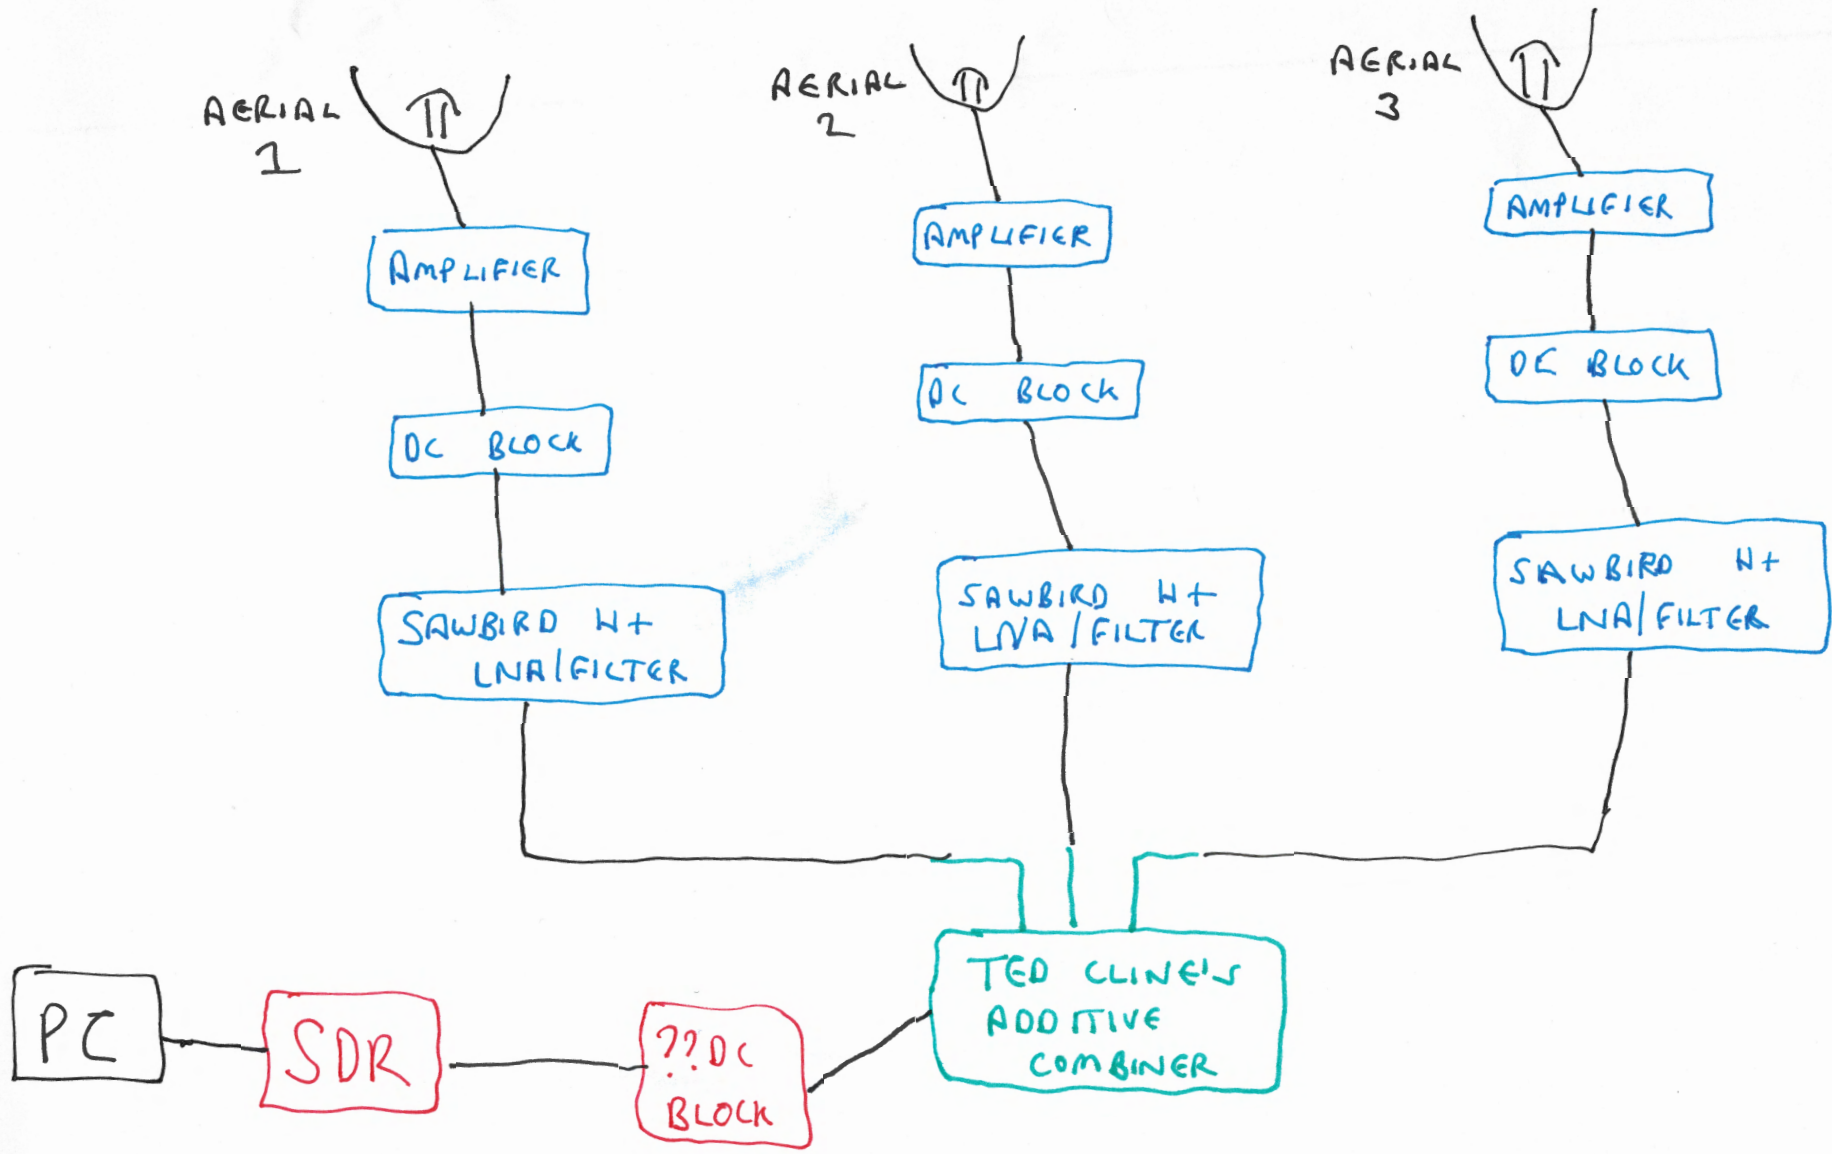 AERIAL
1
AERIAL
2
AERIAL
3
AMPLIFIER
AMPLIFIER
AMPLIFIER
DC BLOCK
DC BLOCK
DC BLOCK
SAWBIRD H+
LNA/FILTER
SAWBIRD H+
LNA/FILTER
SAWBIRD H+
LNA/FILTER
TED CLINE'S
ADDITIVE
COMBINER
??DC
BLOCK
SDR
PC